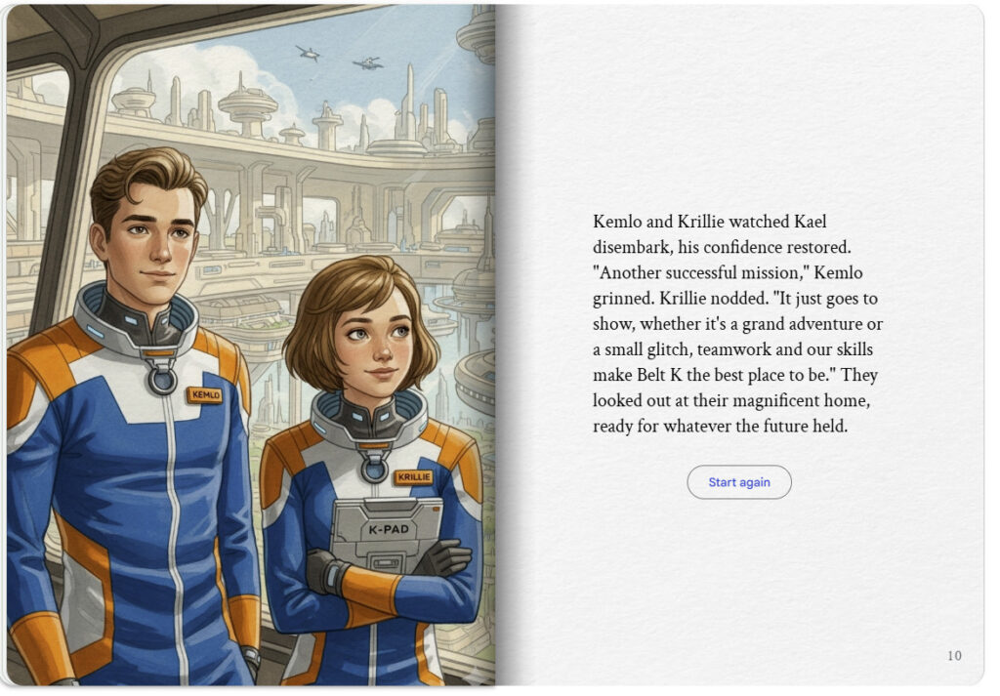 KEMLO
KRILLIE
K-PAD
Kemlo and Krillie watched Kael
disembark, his confidence restored.
"Another successful mission," Kemlo
grinned. Krillie nodded. "It just goes to
show, whether it's a grand adventure or
a small glitch, teamwork and our skills
make Belt K the best place to be." They
looked out at their magnificent home,
ready for whatever the future held.
Start again
10